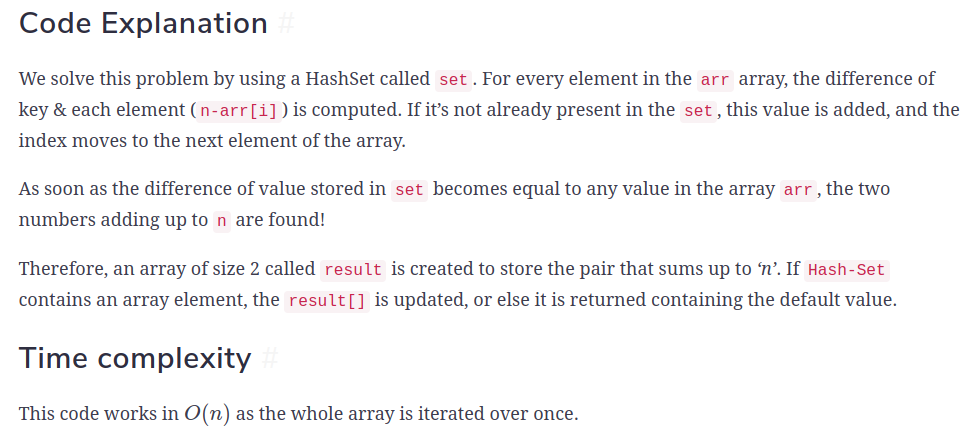 Code Explanation #
We solve this problem by using a HashSet called set. For every element in the arr array, the difference of
key & each element (n-arr[i]) is computed. If it’s not already present in the set, this value is added, and the
index moves to the next element of the array.
As soon as the difference of value stored in set becomes equal to any value in the array arr, the two
numbers adding up to n are found!
Therefore, an array of size 2 called result is created to store the pair that sums up to ‘n’. If Hash-Set
contains an array element, the result[] is updated, or else it is returned containing the default value.
Time complexity #
This code works in O(n) as the whole array is iterated over once.